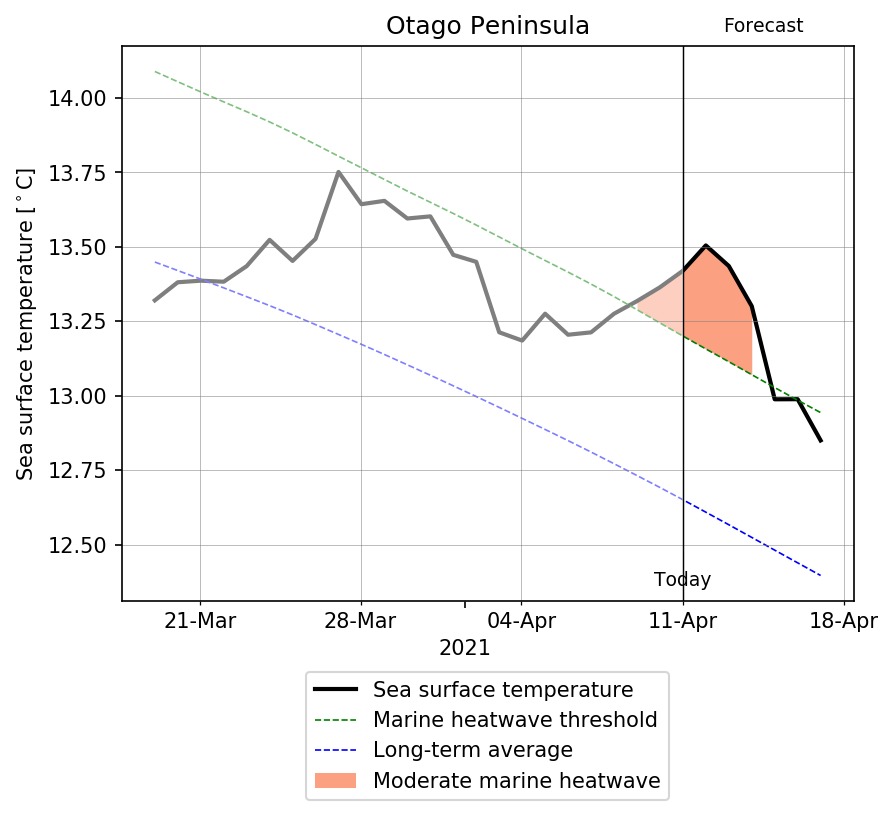 Otago Peninsula
Forecast
14.00
13.75
13.50
13.25
13.00
12.75
12.50
Sea surface temperature [°C]
Today
21-Mar
28-Mar
04-Apr
11-Apr
18-Apr
2021
Sea surface temperature
Marine heatwave threshold
Long-term average
Moderate marine heatwave